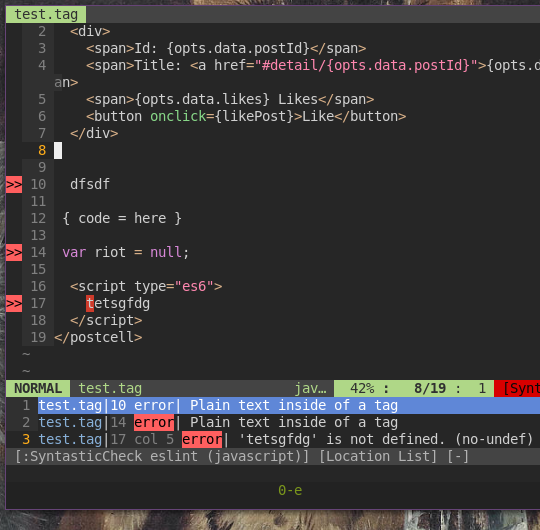 test.tag
2 <div>
3 <span>Id: {opts.data.postId}</span>
4 <span>Title: <a href="#detail/{opts.data.postId}">{opts.d
an>
5 <span>{opts.data.likes} Likes</span>
6 <button onclick={likePost}>Like</button>
7 </div>
8
9
>> 10 dfsdf
11
12 { code = here }
13
>> 14 var riot = null;
15
16 <script type="es6">
>> 17 tetsgfdg
18 </script>
19 </postcell>
~
~
NORMAL test.tag jav… 42% : 8/19 : 1 [Synt
1 test.tag|10 error| Plain text inside of a tag
2 test.tag|14 error| Plain text inside of a tag
3 test.tag|17 col 5 error| 'tetsgfdg' is not defined. (no-undef)
[:SyntasticCheck eslint (javascript)] [Location List] [-]
0-e